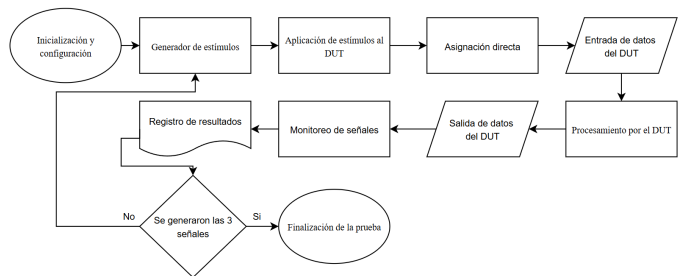 Inicialización y
configuración
Generador de estímulos
Aplicación de estímulos al
DUT
Asignación directa
Entrada de datos
del DUT
Procesamiento por el DUT
Salida de datos
del DUT
Monitoreo de señales
Registro de resultados
Se generaron las 3
señales
No
Si
Finalización de la prueba